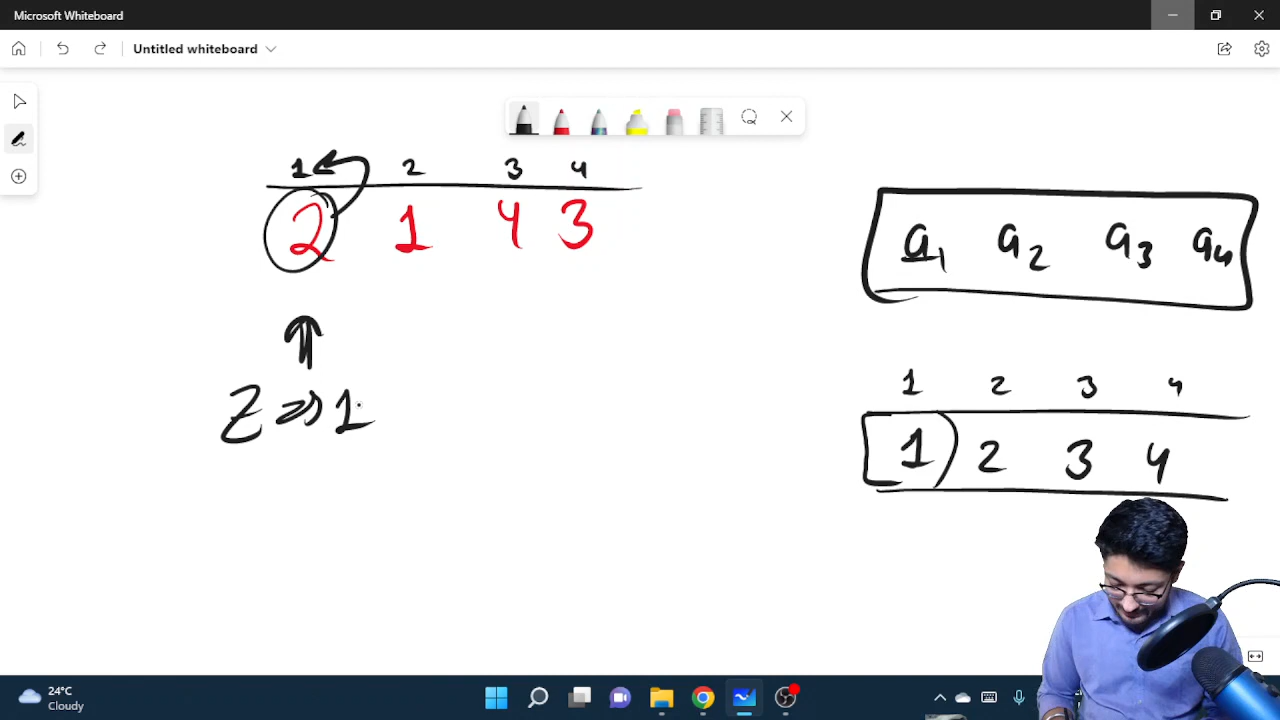 Microsoft Whiteboard
Untitled whiteboard
1 2 3 4
2 1 4 3
a1 a2 a3 a4
1 2 3 4
1 2 3 4
1
24°C
Cloudy